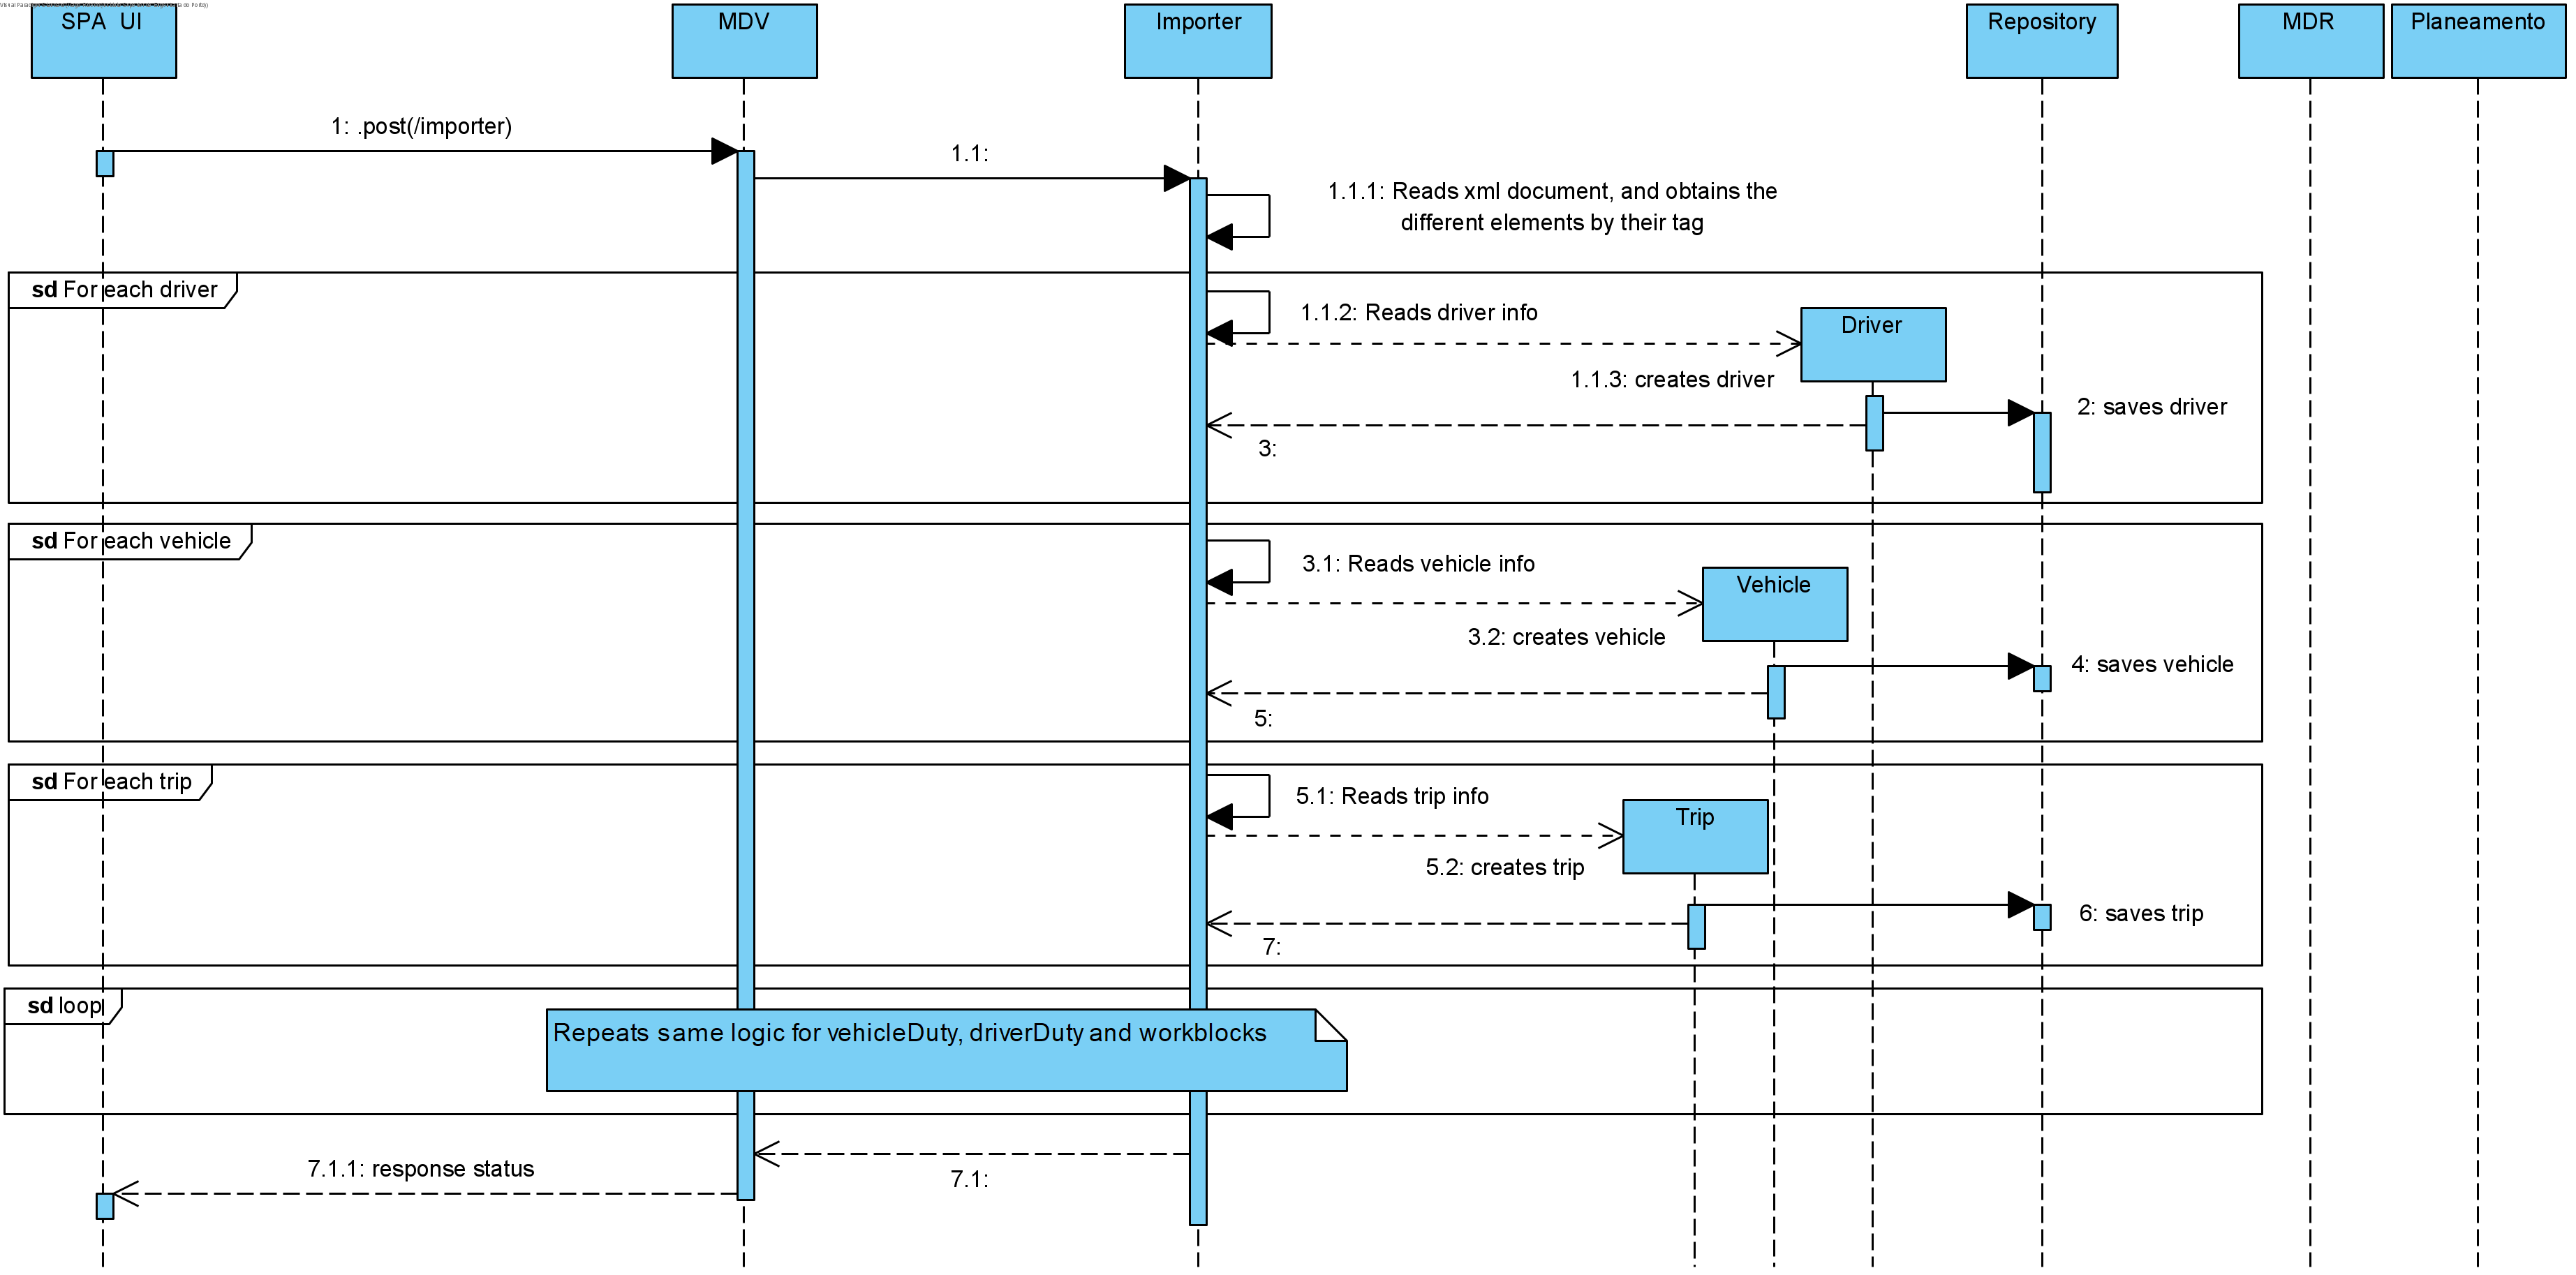 SPA UI
MDV
Importer
Repository
MDR
Planeamento
1: .post(/importer)
1.1:
1.1.1: Reads xml document, and obtains the
different elements by their tag
sd For each driver
1.1.2: Reads driver info
Driver
1.1.3: creates driver
2: saves driver
3:
sd For each vehicle
3.1: Reads vehicle info
Vehicle
3.2: creates vehicle
4: saves vehicle
5:
sd For each trip
5.1: Reads trip info
Trip
5.2: creates trip
6: saves trip
7:
sd loop
Repeats same logic for vehicleDuty, driverDuty and workblocks
7.1.1: response status
7.1: